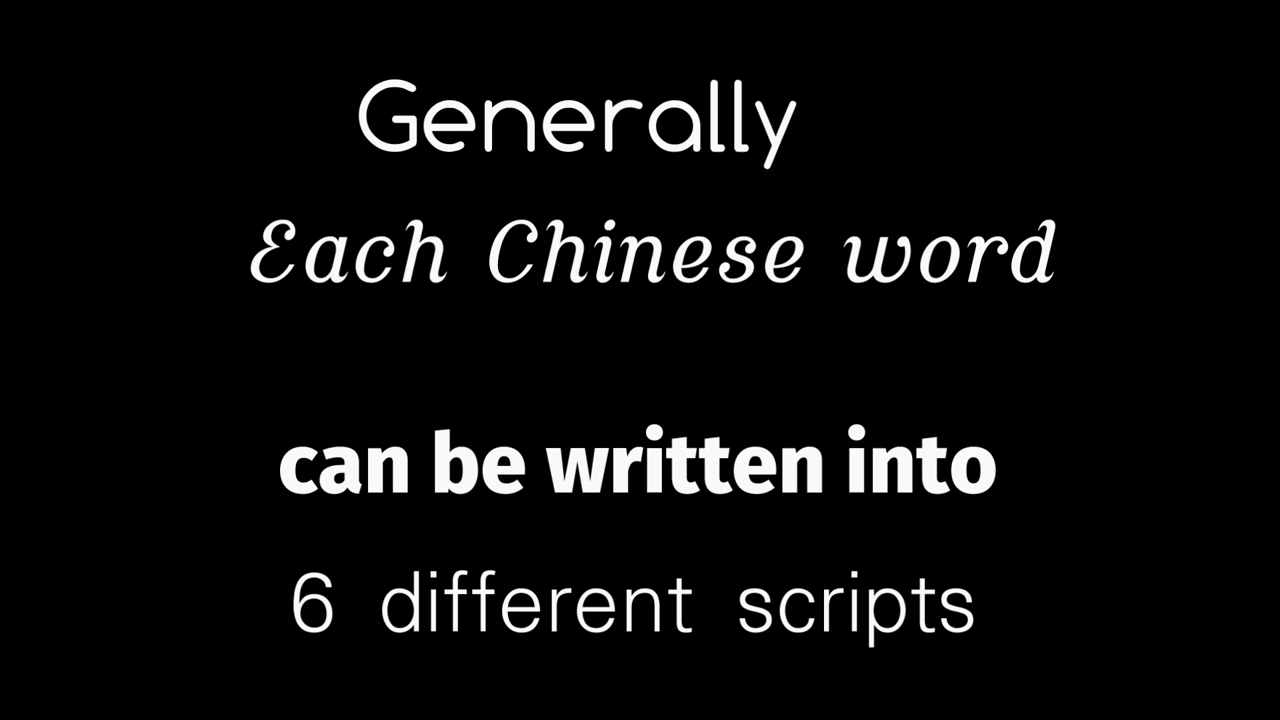 Generally
Each Chinese word
can be written into
6 different scripts